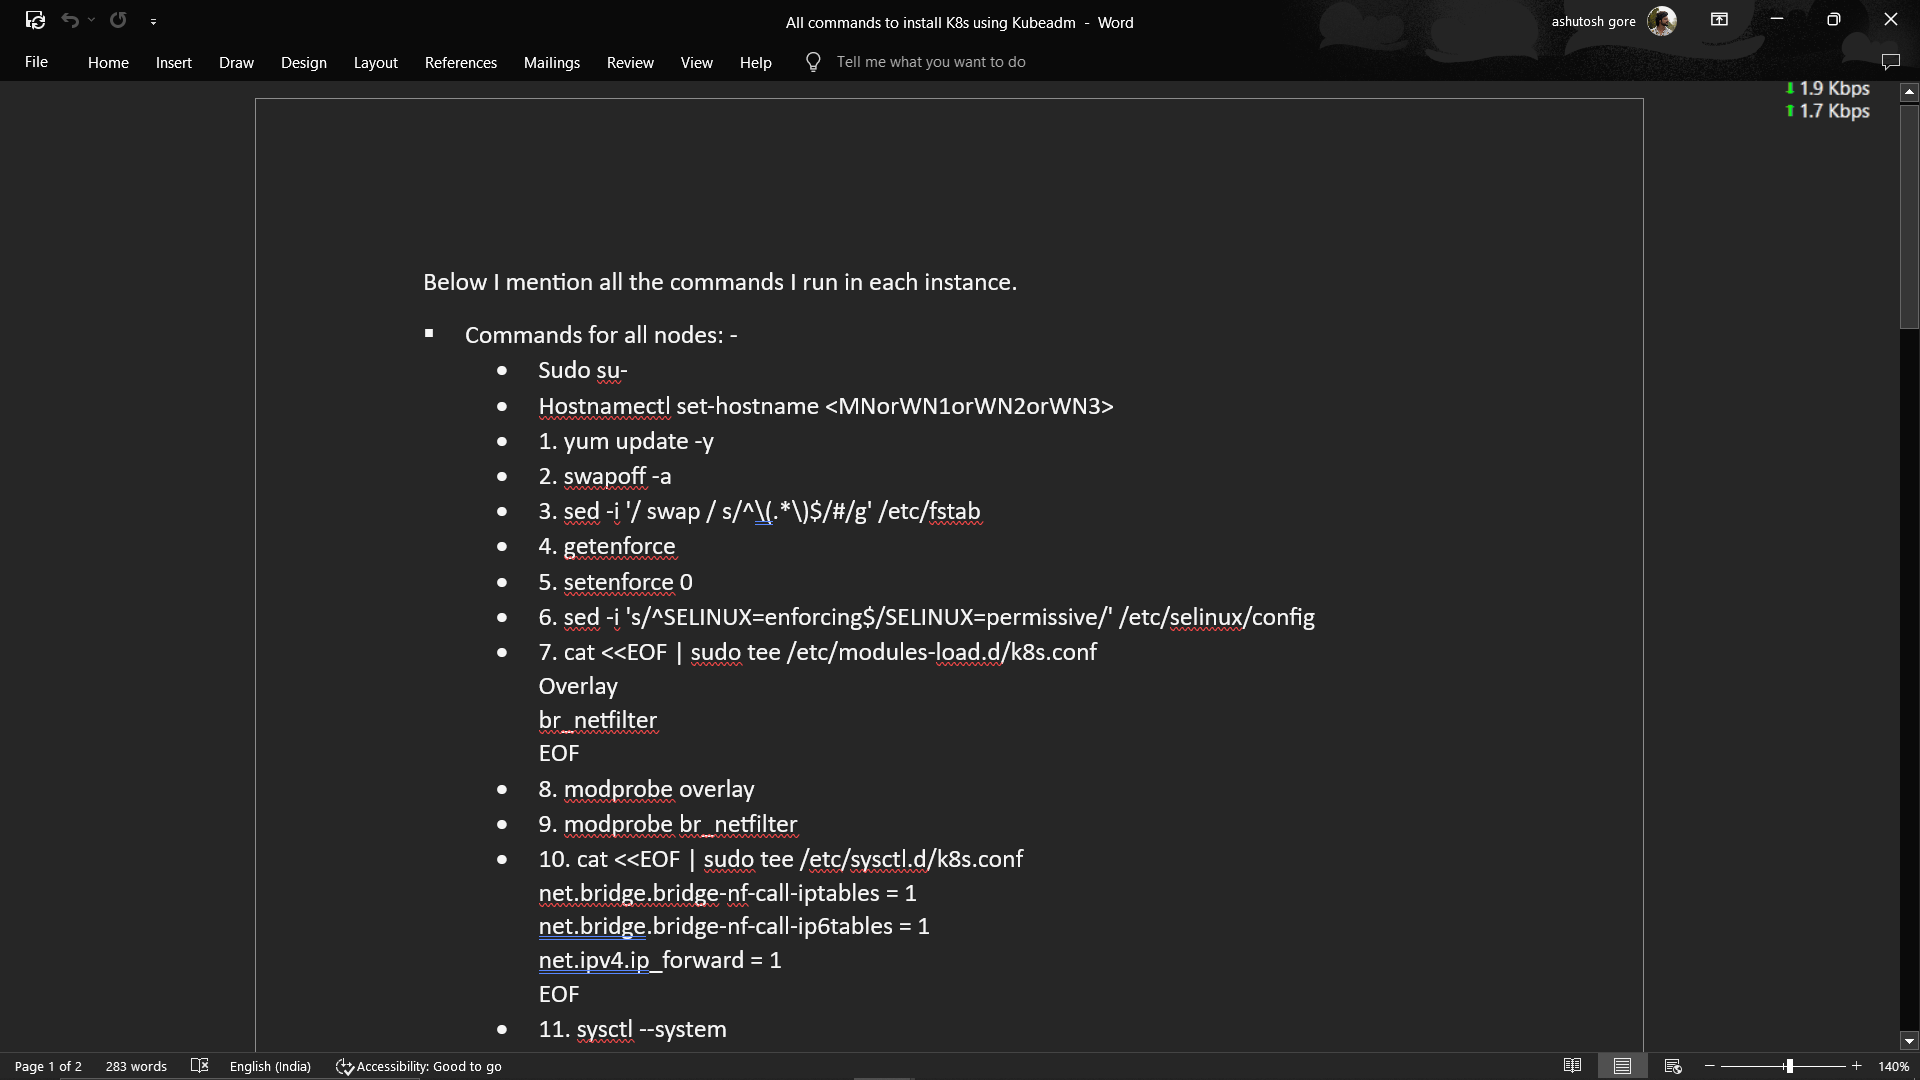 All commands to install K8s using Kubeadm - Word
ashutosh gore
File Home Insert Draw Design Layout References Mailings Review View Help Tell me what you want to do
1.9 Kbps
1.7 Kbps
Below I mention all the commands I run in each instance.
Commands for all nodes: -
Sudo su-
Hostnamectl set-hostname <MNorWN1orWN2orWN3>
1. yum update -y
2. swapoff -a
3. sed -i '/ swap / s/^\(.*\)$/#/g' /etc/fstab
4. getenforce
5. setenforce 0
6. sed -i 's/^SELINUX=enforcing$/SELINUX=permissive/' /etc/selinux/config
7. cat <<EOF | sudo tee /etc/modules-load.d/k8s.conf
Overlay
br_netfilter
EOF
8. modprobe overlay
9. modprobe br_netfilter
10. cat <<EOF | sudo tee /etc/sysctl.d/k8s.conf
net.bridge.bridge-nf-call-iptables = 1
net.bridge.bridge-nf-call-ip6tables = 1
net.ipv4.ip_forward = 1
EOF
11. sysctl --system
Page 1 of 2 283 words English (India) Accessibility: Good to go 140%